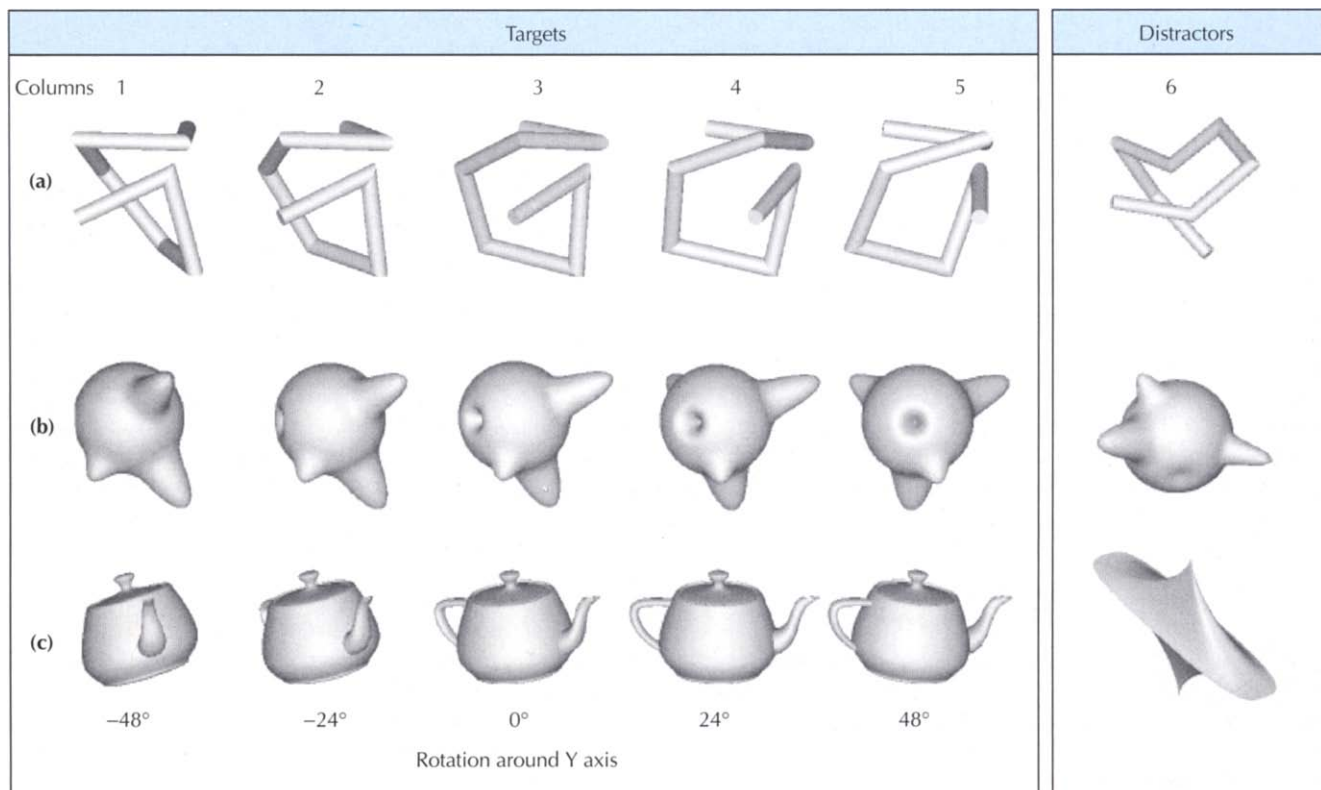 Targets
Distractors
Columns 1 2 3 4 5 6
(a)
(b)
(c)
−48° −24° 0° 24° 48°
Rotation around Y axis